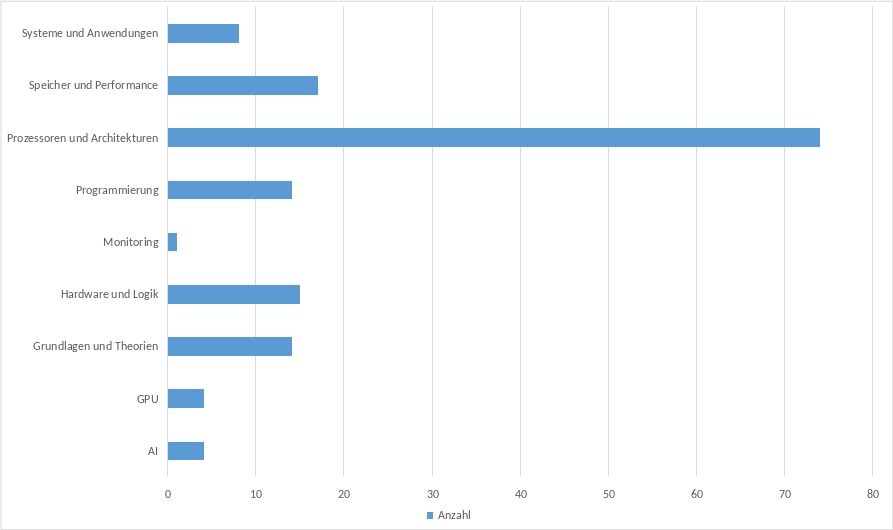 Systeme und Anwendungen
Speicher und Performance
Prozessoren und Architekturen
Programmierung
Monitoring
Hardware und Logik
Grundlagen und Theorien
GPU
AI
0 10 20 30 40 50 60 70 80
Anzahl